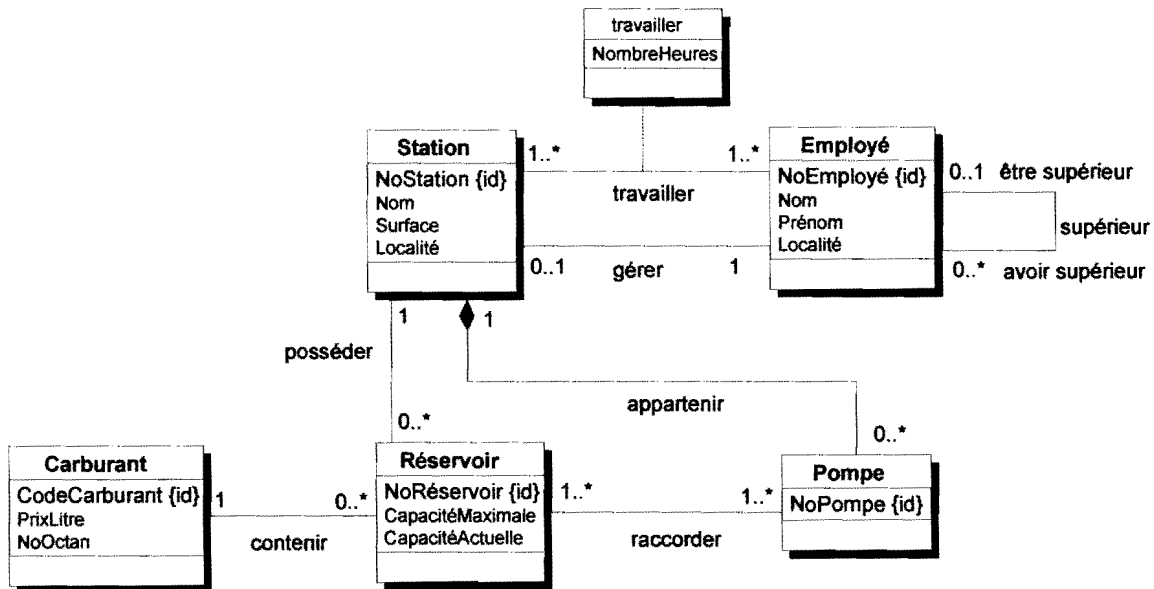 travailler
NombreHeures
Station
NoStation {id}
Nom
Surface
Localité
1..*
1..*
travailler
0..1
gérer
1
Employé
NoEmployé {id}
Nom
Prénom
Localité
0..1 être supérieur
supérieur
0..* avoir supérieur
1
1
posséder
appartenir
0..*
0..*
Carburant
CodeCarburant {id}
PrixLitre
NoOctan
1
0..*
contenir
Réservoir
NoRéservoir {id}
CapacitéMaximale
CapacitéActuelle
1..*
1..*
raccorder
Pompe
NoPompe {id}